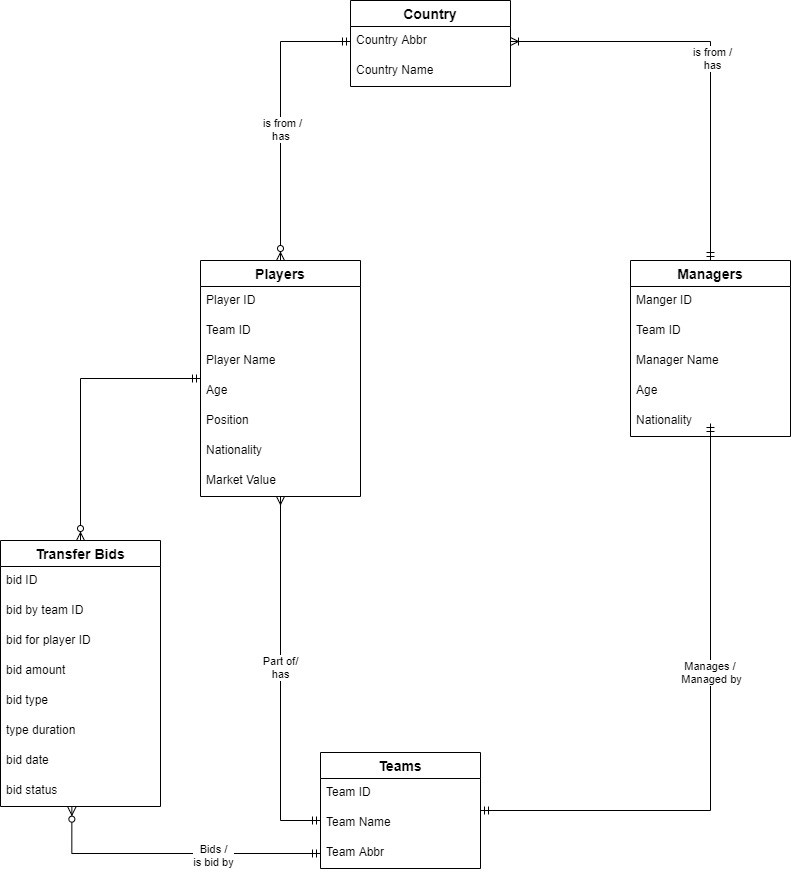 Country
Country Abbr
Country Name
is from /
has
is from /
has
Players
Player ID
Team ID
Player Name
Age
Position
Nationality
Market Value
Managers
Manger ID
Team ID
Manager Name
Age
Nationality
Transfer Bids
bid ID
bid by team ID
bid for player ID
bid amount
bid type
type duration
bid date
bid status
Part of/
has
Manages /
Managed by
Teams
Team ID
Team Name
Team Abbr
Bids /
is bid by